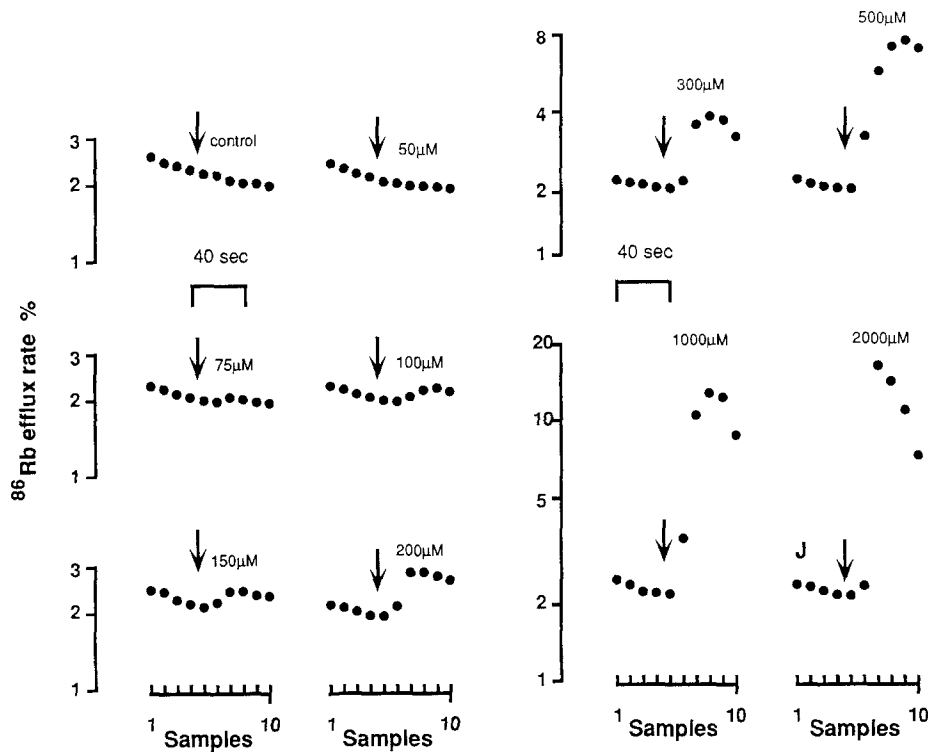 500µM
8
300µM
3
control
50µM
4
2
2
1
1
40 sec
40 sec
86Rb efflux rate %
20
1000µM
2000µM
3
75µM
100µM
2
10
1
5
3
150µM
200µM
J
2
2
1
1
1 10 1 10 1 10 1 10
Samples Samples Samples Samples